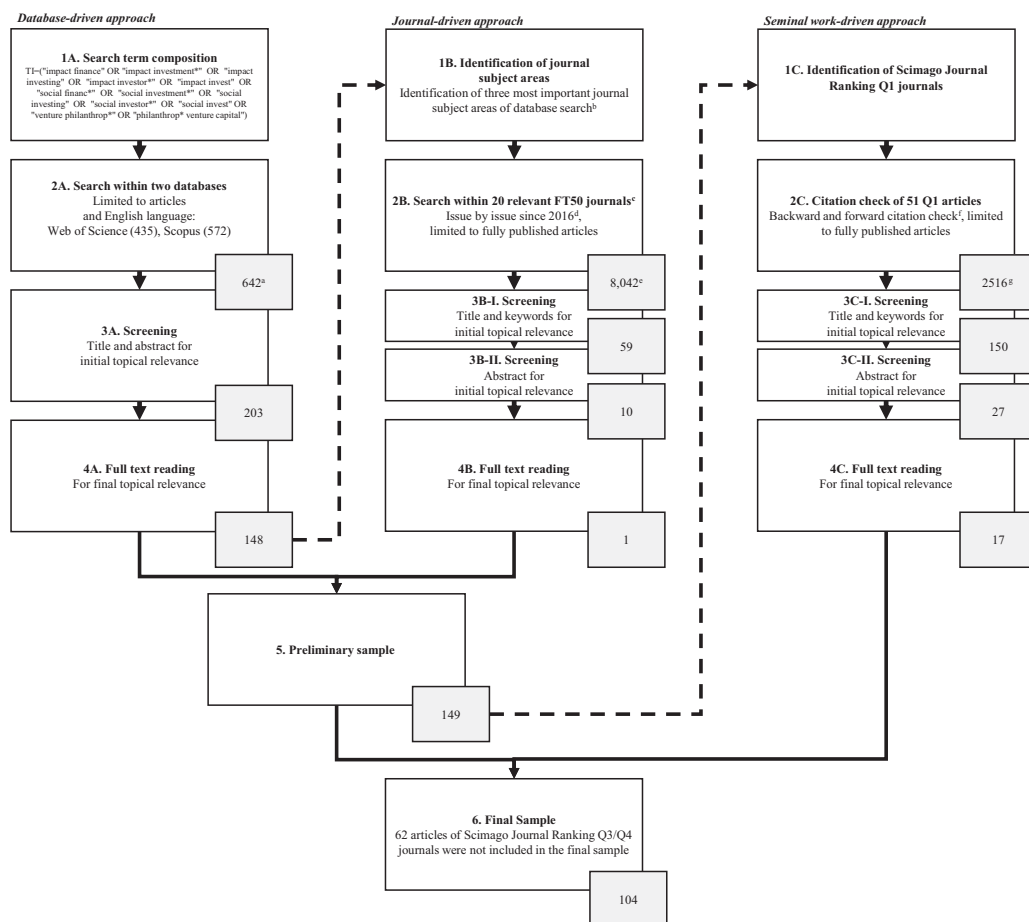 Database-driven approach
1A. Search term composition
TI=("impact finance" OR "impact investment*" OR "impact
investing" OR "impact investor*" OR "impact invest" OR
"social financ*" OR "social investment*" OR "social
investing" OR "social investor*" OR "social invest" OR
"venture philanthrop*" OR "philanthrop* venture capital")
2A. Search within two databases
Limited to articles
and English language:
Web of Science (435), Scopus (572)
642ᵃ
3A. Screening
Title and abstract for
initial topical relevance
203
4A. Full text reading
For final topical relevance
148
Journal-driven approach
1B. Identification of journal
subject areas
Identification of three most important journal
subject areas of database searchᵇ
2B. Search within 20 relevant FT50 journalsᶜ
Issue by issue since 2016ᵈ,
limited to fully published articles
8,042ᵉ
3B-I. Screening
Title and keywords for
initial topical relevance
59
3B-II. Screening
Abstract for
initial topical relevance
10
4B. Full text reading
For final topical relevance
1
Seminal work-driven approach
1C. Identification of Scimago Journal
Ranking Q1 journals
2C. Citation check of 51 Q1 articles
Backward and forward citation checkᶠ, limited
to fully published articles
2516ᵍ
3C-I. Screening
Title and keywords for
initial topical relevance
150
3C-II. Screening
Abstract for
initial topical relevance
27
4C. Full text reading
For final topical relevance
17
5. Preliminary sample
149
6. Final Sample
62 articles of Scimago Journal Ranking Q3/Q4
journals were not included in the final sample
104